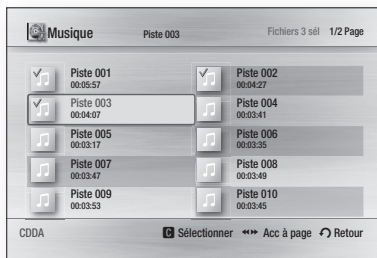 Musique Piste 003 Fichiers 3 sél 1/2 Page
Piste 001 Piste 002
00:05:57 00:04:27
Piste 003 Piste 004
00:04:07 00:03:41
Piste 005 Piste 006
00:03:17 00:03:35
Piste 007 Piste 008
00:03:47 00:03:49
Piste 009 Piste 010
00:03:53 00:03:45
CDDA C Sélectionner Acc à page Retour